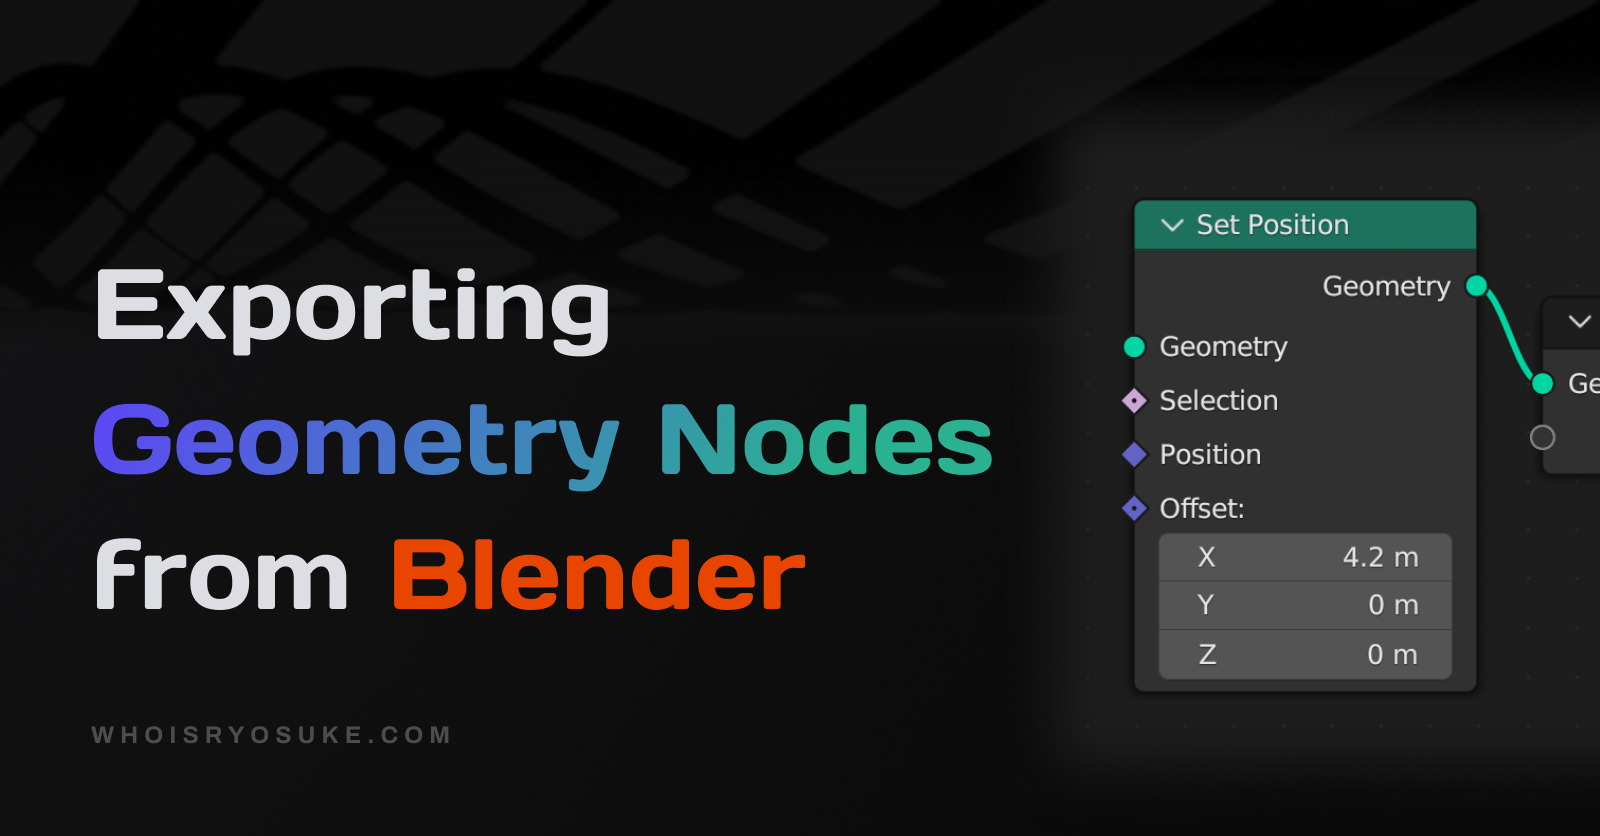 Exporting
Geometry Nodes
from Blender
WHOISRYOSUKE.COM
Set Position
Geometry
Geometry
Selection
Position
Offset:
X 4.2 m
Y 0 m
Z 0 m